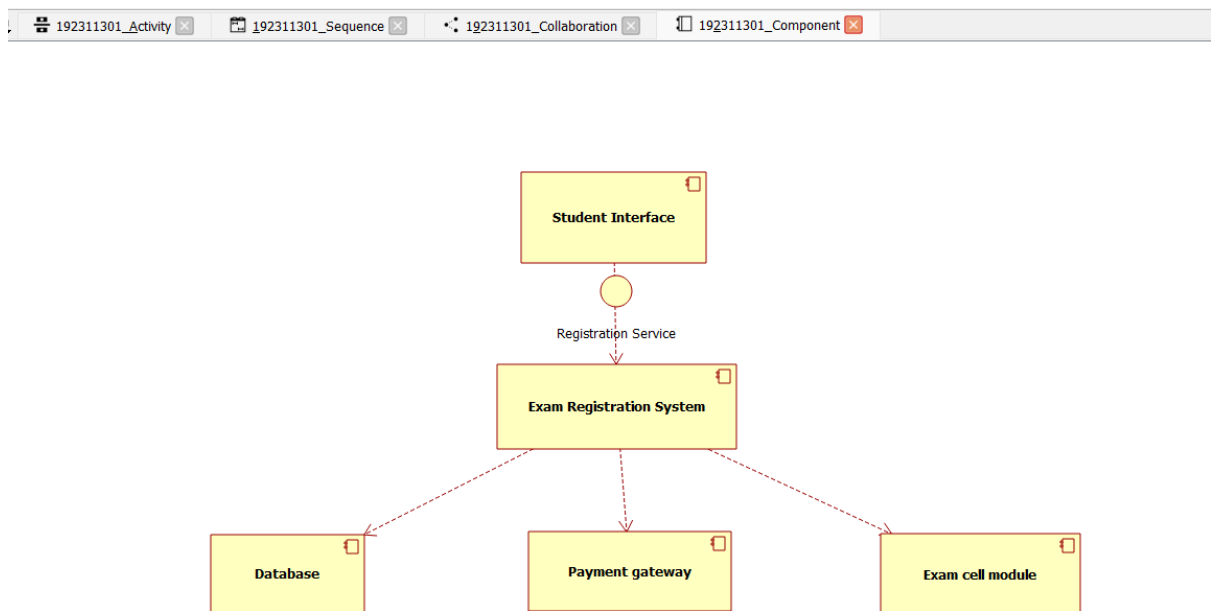 192311301_Activity
192311301_Sequence
192311301_Collaboration
192311301_Component
Student Interface
Registration Service
Exam Registration System
Database
Payment gateway
Exam cell module